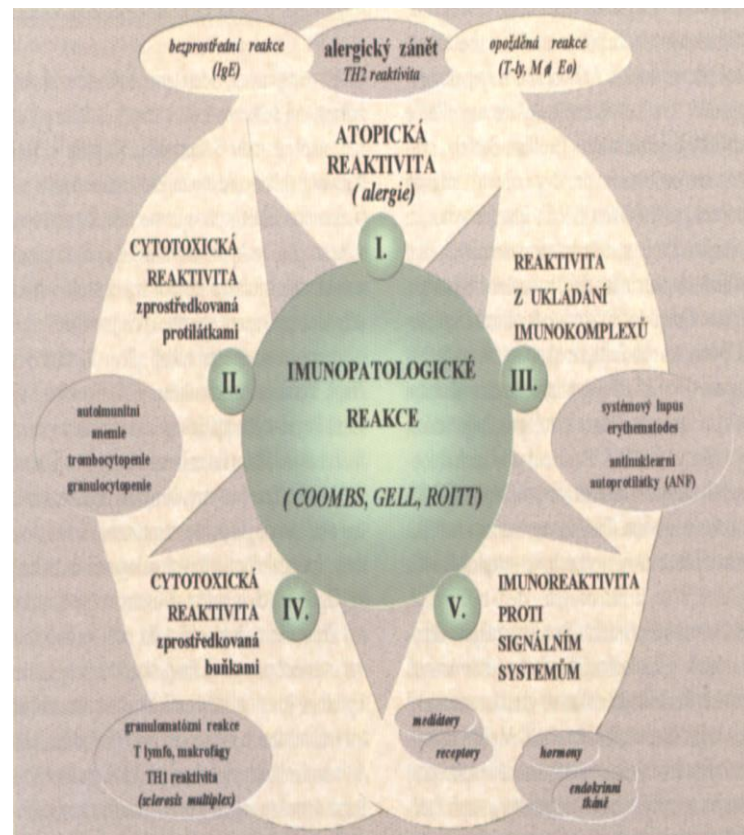 bezprostřední reakce
(IgE)
alergický zánět
TH2 reaktivita
opožděná reakce
(T-ly, Mϕ Eo)
ATOPICKÁ
REAKTIVITA
( alergie)
I.
CYTOTOXICKÁ
REAKTIVITA
zprostředkovaná
protilátkami
II.
autoimunitní
anemie
trombocytopenie
granulocytopenie
REAKTIVITA
Z UKLÁDÁNÍ
IMUNOKOMPLEXŮ
III.
systémový lupus
erythematodes
antinuklearní
autoprotilátky (ANF)
IMUNOPATOLOGICKÉ
REAKCE
( COOMBS, GELL, ROITT)
CYTOTOXICKÁ
REAKTIVITA
zprostředkovaná
buňkami
IV.
granulomatózní reakce
T lymfo, makrofágy
TH1 reaktivita
(sclerosis multiplex)
V.
IMUNOREAKTIVITA
PROTI
SIGNÁLNÍM
SYSTEMŮM
mediátory
receptory
hormony
endokrinní
tkáně